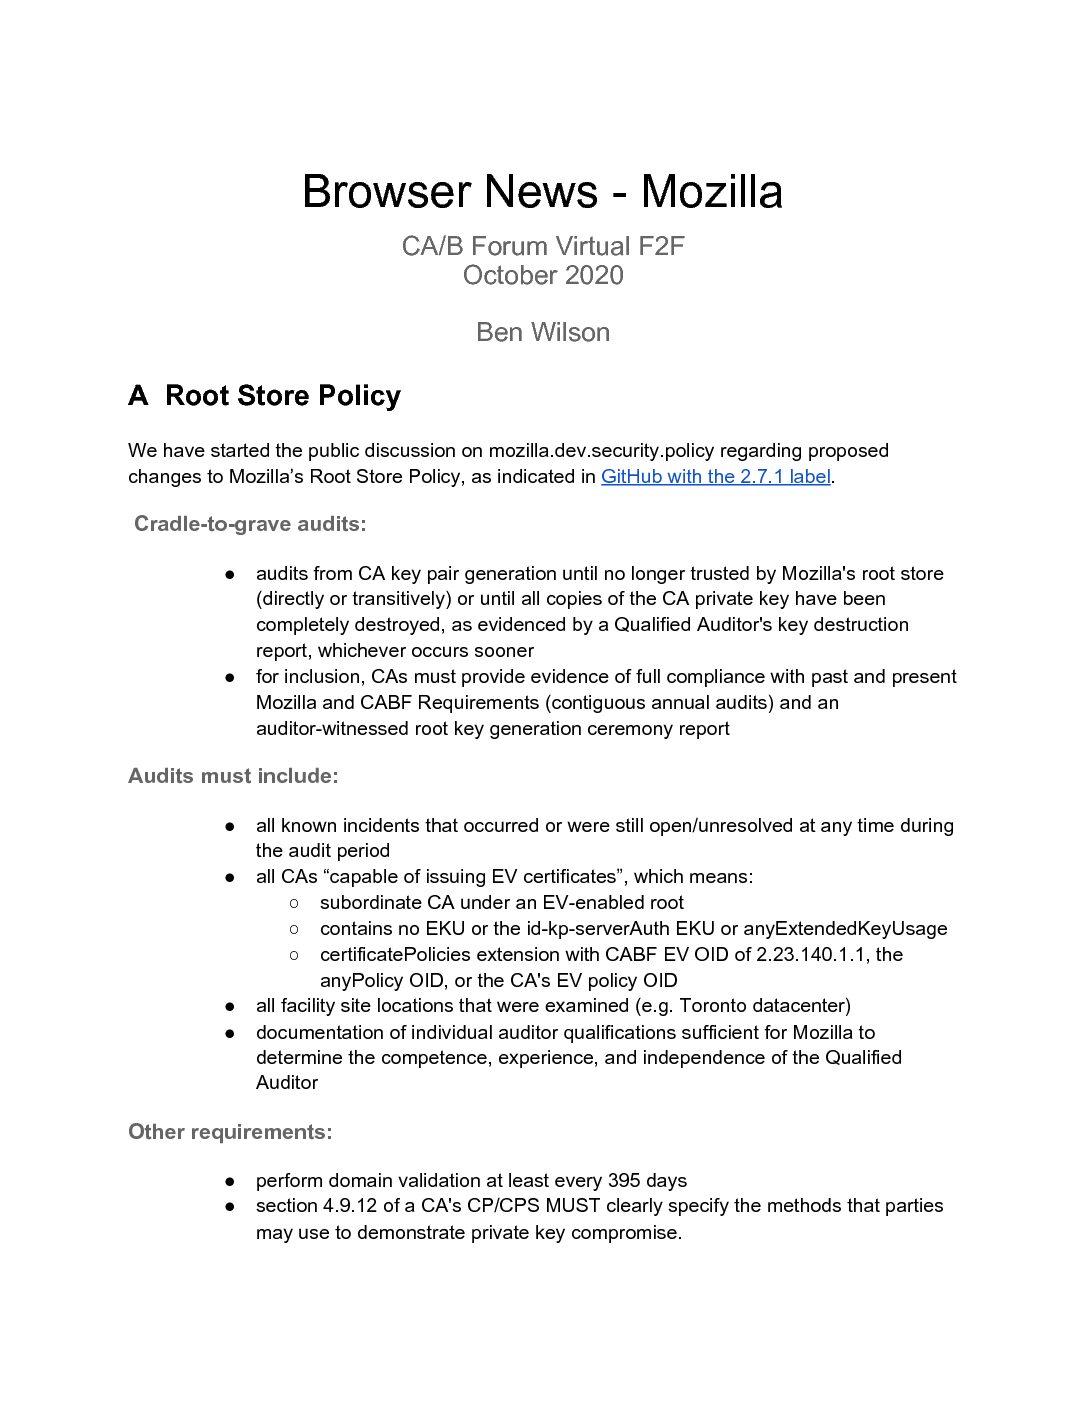 Browser News - Mozilla
CA/B Forum Virtual F2F
October 2020
Ben Wilson
A  Root Store Policy
We have started the public discussion on mozilla.dev.security.policy regarding proposed
changes to Mozilla’s Root Store Policy, as indicated in GitHub with the 2.7.1 label.
Cradle-to-grave audits:
● audits from CA key pair generation until no longer trusted by Mozilla's root store
(directly or transitively) or until all copies of the CA private key have been
completely destroyed, as evidenced by a Qualified Auditor's key destruction
report, whichever occurs sooner
● for inclusion, CAs must provide evidence of full compliance with past and present
Mozilla and CABF Requirements (contiguous annual audits) and an
auditor-witnessed root key generation ceremony report
Audits must include:
● all known incidents that occurred or were still open/unresolved at any time during
the audit period
● all CAs “capable of issuing EV certificates”, which means:
○ subordinate CA under an EV-enabled root
○ contains no EKU or the id-kp-serverAuth EKU or anyExtendedKeyUsage
○ certificatePolicies extension with CABF EV OID of 2.23.140.1.1, the
anyPolicy OID, or the CA's EV policy OID
● all facility site locations that were examined (e.g. Toronto datacenter)
● documentation of individual auditor qualifications sufficient for Mozilla to
determine the competence, experience, and independence of the Qualified
Auditor
Other requirements:
● perform domain validation at least every 395 days
● section 4.9.12 of a CA's CP/CPS MUST clearly specify the methods that parties
may use to demonstrate private key compromise.